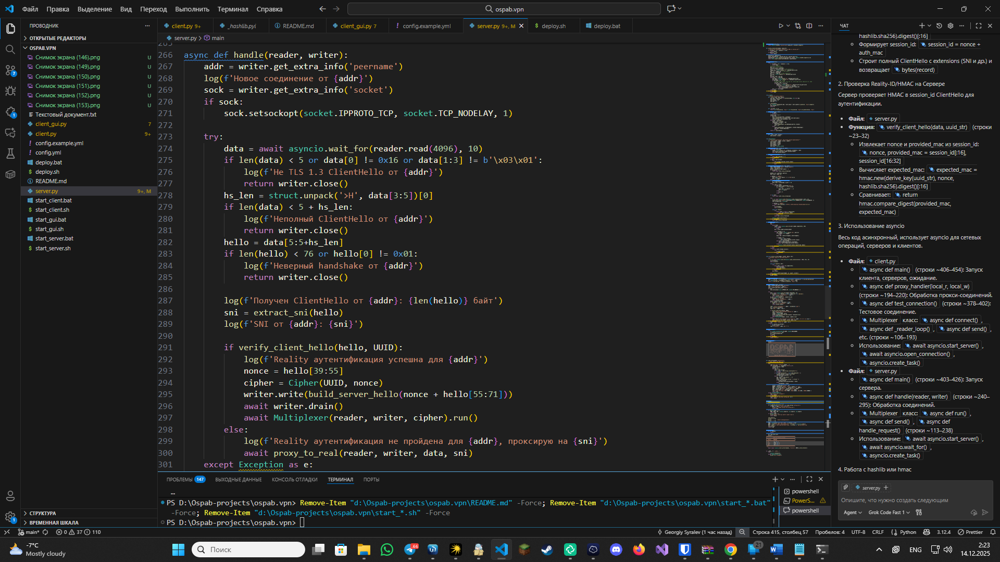 Файл Правка Выделение Вид Переход Выполнить Терминал Справка
ospab.vpn
ПРОВОДНИК
ОТКРЫТЫЕ РЕДАКТОРЫ
OSPAB.VPN
Снимок экрана (146).png U
Снимок экрана (149).png U
Снимок экрана (150).png U
Снимок экрана (151).png U
Снимок экрана (152).png U
Снимок экрана (153).png U
Текстовый документ.txt
client_gui.py 7
client.py 9+
config.example.yml
config.yml
deploy.bat
deploy.sh
README.md
server.py 9+, M
start_client.bat
start_client.sh
start_gui.bat
start_gui.sh
start_server.bat
start_server.sh
СТРУКТУРА
ВРЕМЕННАЯ ШКАЛА
client.py 9+ _hashlib.pyi README.md client_gui.py 7 config.example.yml server.py 9+, M deploy.sh deploy.bat
server.py > main
265
266 async def handle(reader, writer):
267 addr = writer.get_extra_info('peername')
268 log(f'Новое соединение от {addr}')
269 sock = writer.get_extra_info('socket')
270 if sock:
271 sock.setsockopt(socket.IPPROTO_TCP, socket.TCP_NODELAY, 1)
272
273 try:
274 data = await asyncio.wait_for(reader.read(4096), 10)
275 if len(data) < 5 or data[0] != 0x16 or data[1:3] != b'\x03\x01':
276 log(f'Не TLS 1.3 ClientHello от {addr}')
277 return writer.close()
278 hs_len = struct.unpack('>H', data[3:5])[0]
279 if len(data) < 5 + hs_len:
280 log(f'Неполный ClientHello от {addr}')
281 return writer.close()
282 hello = data[5:5+hs_len]
283 if len(hello) < 76 or hello[0] != 0x01:
284 log(f'Неверный handshake от {addr}')
285 return writer.close()
286
287 log(f'Получен ClientHello от {addr}: {len(hello)} байт')
288 sni = extract_sni(hello)
289 log(f'SNI от {addr}: {sni}')
290
291 if verify_client_hello(hello, UUID):
292 log(f'Reality аутентификация успешна для {addr}')
293 nonce = hello[39:55]
294 cipher = Cipher(UUID, nonce)
295 writer.write(build_server_hello(nonce + hello[55:71]))
296 await writer.drain()
297 await Multiplexer(reader, writer, cipher).run()
298 else:
299 log(f'Reality аутентификация не пройдена для {addr}, проксирую на {sni}')
300 await proxy_to_real(reader, writer, data, sni)
301 except Exception as e:
ПРОБЛЕМЫ 147 ВЫХОДНЫЕ ДАННЫЕ КОНСОЛЬ ОТЛАДКИ ТЕРМИНАЛ ПОРТЫ
...
PS D:\Ospab-projects\ospab.vpn> Remove-Item "d:\Ospab-projects\ospab.vpn\README.md" -Force; Remove-Item "d:\Ospab-projects\ospab.vpn\start_*.bat"
-Force; Remove-Item "d:\Ospab-projects\ospab.vpn\start_*.sh" -Force
PS D:\Ospab-projects\ospab.vpn>
powershell
PowerS...
powershell
ЧАТ
hashlib.sha256).digest()[:16]
Формирует session_id: session_id = nonce +
auth_mac
Строит полный ClientHello с extensions (SNI и др.) и
возвращает bytes(record)
2. Проверка Reality-ID/HMAC на Сервере
Сервер проверяет HMAC в session_id ClientHello для
аутентификации.
Файл: server.py
Функция: verify_client_hello(data, uuid_str) (строки
~23–32)
Извлекает nonce и provided_mac из session_id:
nonce, provided_mac = session_id[:16],
session_id[16:32]
Вычисляет expected_mac: expected_mac =
hmac.new(derive_key(uuid_str), nonce,
hashlib.sha256).digest()[:16]
Сравнивает: return
hmac.compare_digest(provided_mac,
expected_mac)
3. Использование asyncio
Весь код асинхронный, использует asyncio для сетевых
операций, серверов и клиентов.
Файл: client.py
async def main() (строки ~406–454): Запуск
клиента, серверов, ожидание.
async def proxy_handler(local_r, local_w)
(строки ~194–220): Обработка прокси-соединений.
async def test_connection() (строки ~378–402):
Тестовое соединение.
Multiplexer класс: async def connect() ,
async def _reader_loop() , async def send() ,
etc. (строки ~106–193)
Использование: await asyncio.start_server() ,
await asyncio.open_connection() ,
asyncio.create_task()
Файл: server.py
async def main() (строки ~403–426): Запуск
сервера.
async def handle(reader, writer) (строки ~240–
295): Обработка соединений.
Multiplexer класс: async def run() ,
async def send() , async def
handle_request() (строки ~113–238)
Использование: await asyncio.start_server() ,
await asyncio.wait_for() ,
asyncio.create_task()
4. Работа с hashlib или hmac
server.py
Опишите, что нужно создать следующим
Agent Grok Code Fast 1
main* 0 37 110
Georgiy Syralev (1 час назад) Строка 415, столбец 57 Пробелов: 4 UTF-8 CRLF Python 3.12.4 Prettier
-7°C
Mostly cloudy
Поиск
66
21
ENG
2:23
14.12.2025